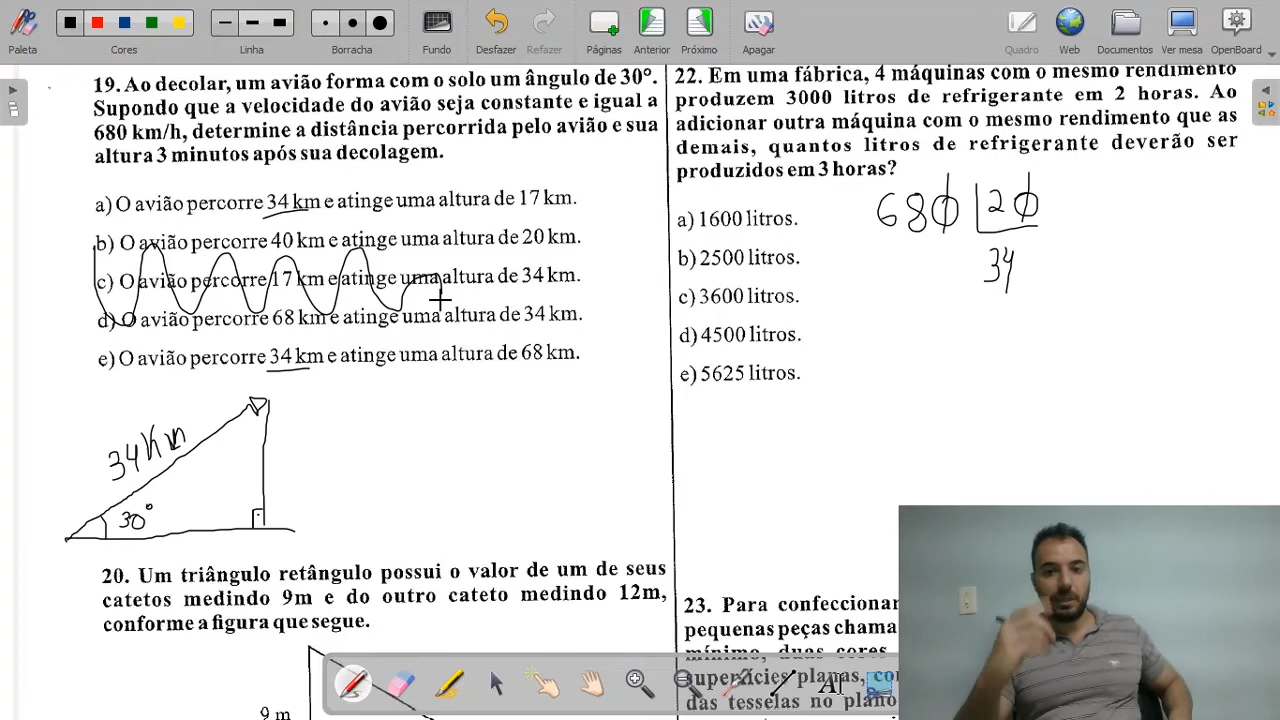 Paleta
Cores
Linha
Borracha
Fundo
Desfazer
Refazer
Páginas
Anterior
Próximo
Apagar
Quadro
Web
Documentos
Ver mesa
OpenBoard
19. Ao decolar, um avião forma com o solo um ângulo de 30°.
Supondo que a velocidade do avião seja constante e igual a
680 km/h, determine a distância percorrida pelo avião e sua
altura 3 minutos após sua decolagem.
a) O avião percorre 34 km e atinge uma altura de 17 km.
b) O avião percorre 40 km e atinge uma altura de 20 km.
c) O avião percorre 17 km e atinge uma altura de 34 km.
d) O avião percorre 68 km e atinge uma altura de 34 km.
e) O avião percorre 34 km e atinge uma altura de 68 km.
34 km
30°
20. Um triângulo retângulo possui o valor de um de seus
catetos medindo 9m e do outro cateto medindo 12m,
conforme a figura que segue.
9 m
22. Em uma fábrica, 4 máquinas com o mesmo rendimento
produzem 3000 litros de refrigerante em 2 horas. Ao
adicionar outra máquina com o mesmo rendimento que as
demais, quantos litros de refrigerante deverão ser
produzidos em 3 horas?
680 20
34
a) 1600 litros.
b) 2500 litros.
c) 3600 litros.
d) 4500 litros.
e) 5625 litros.
23. Para confeccionar
pequenas peças chama
mínimo, duas cores
superfícies planas, co
das tesselas no plano